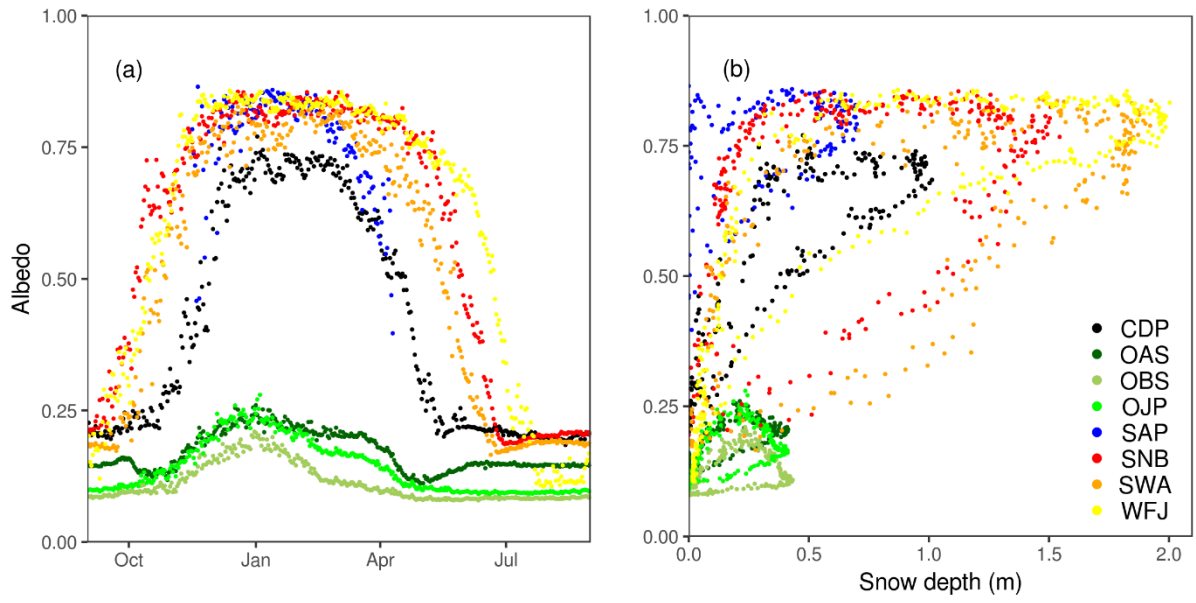 (a)
Albedo
1.00
0.75
0.50
0.25
0.00
Oct
Jan
Apr
Jul
(b)
1.00
0.75
0.50
0.25
0.00
0.0
0.5
1.0
1.5
2.0
Snow depth (m)
CDP
OAS
OBS
OJP
SAP
SNB
SWA
WFJ